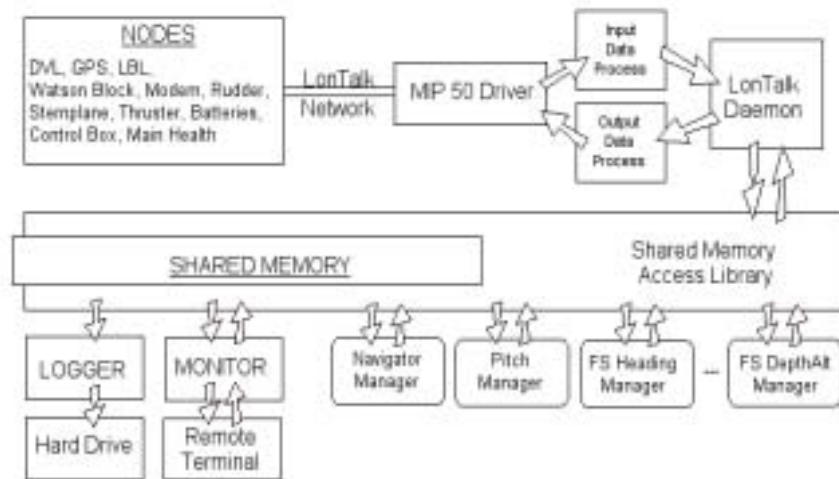 NODES
DVL, GPS, LBL,
Watson Block, Modem, Rudder,
Sternplane, Thruster, Batteries,
Control Box, Main Health
LonTalk
Network
MIP 50 Driver
Input
Data
Process
Output
Data
Process
LonTalk
Daemon
SHARED MEMORY
Shared Memory
Access Library
LOGGER
MONITOR
Navigator
Manager
Pitch
Manager
FS Heading
Manager
...
FS DepthAlt
Manager
Hard Drive
Remote
Terminal